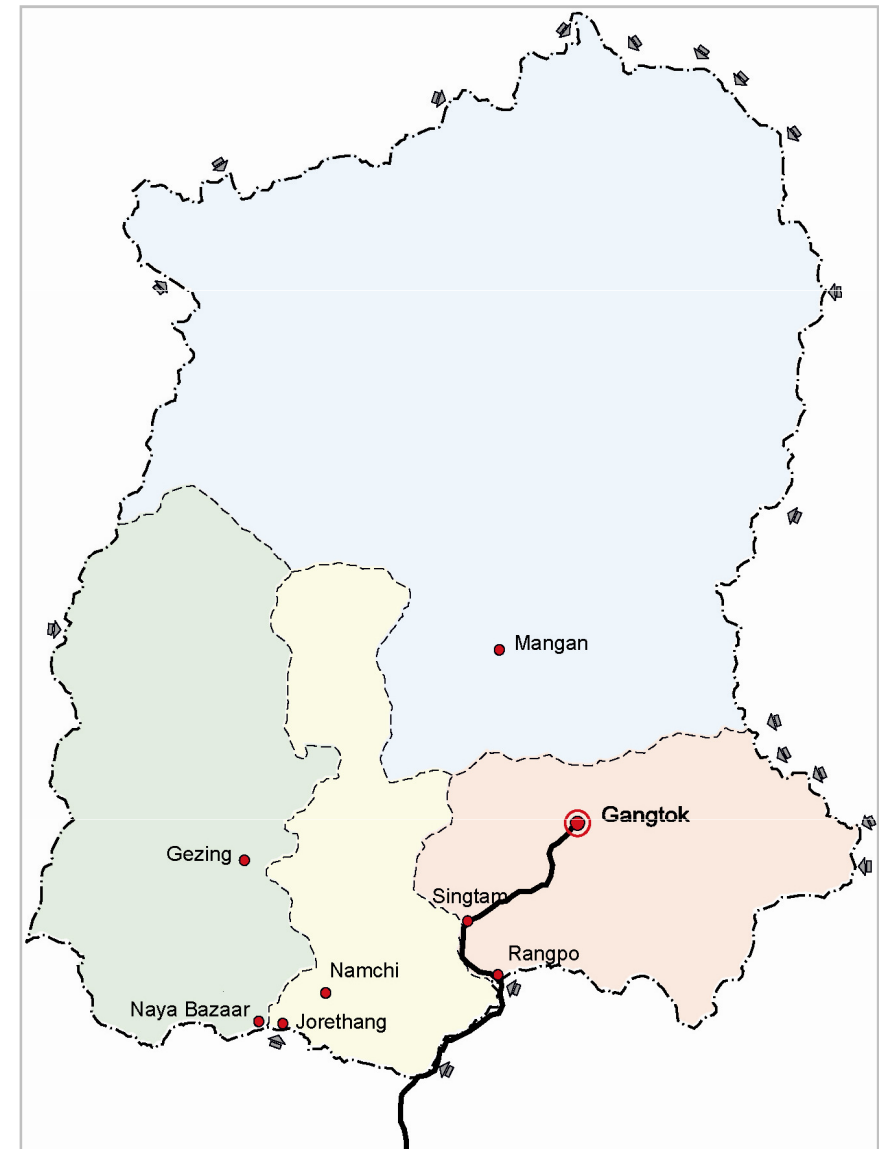 Mangan
Gangtok
Gezing
Singtam
Rangpo
Namchi
Naya Bazaar
Jorethang